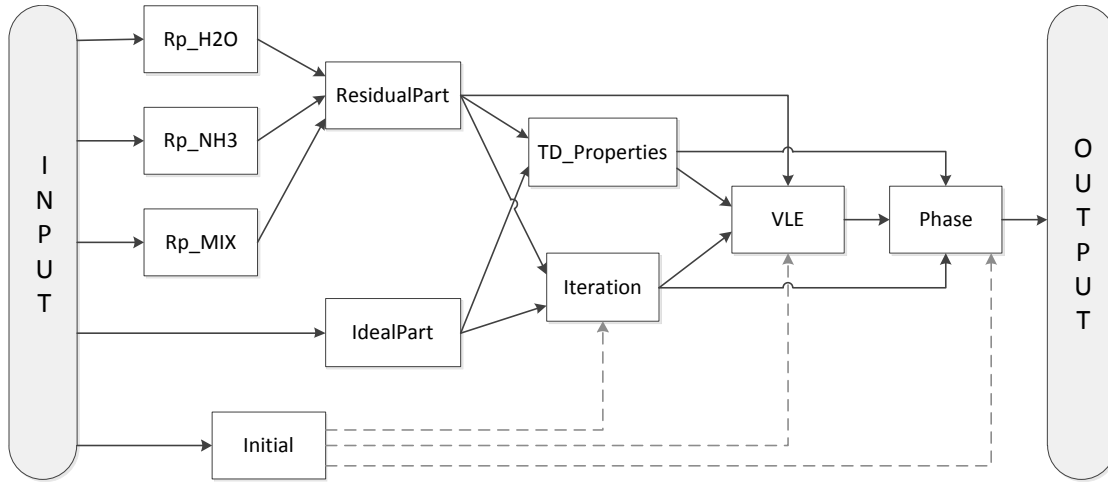 INPUT
Rp_H2O
Rp_NH3
Rp_MIX
ResidualPart
IdealPart
Initial
TD_Properties
Iteration
VLE
Phase
OUTPUT